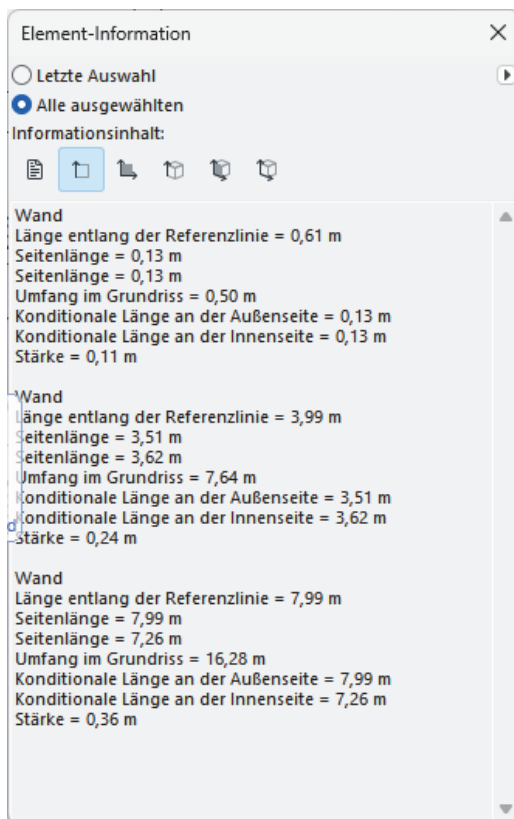 Element-Information
Letzte Auswahl
Alle ausgewählten
Informationsinhalt:
Wand
Länge entlang der Referenzlinie = 0,61 m
Seitenlänge = 0,13 m
Seitenlänge = 0,13 m
Umfang im Grundriss = 0,50 m
Konditionale Länge an der Außenseite = 0,13 m
Konditionale Länge an der Innenseite = 0,13 m
Stärke = 0,11 m
Wand
Länge entlang der Referenzlinie = 3,99 m
Seitenlänge = 3,51 m
Seitenlänge = 3,62 m
Umfang im Grundriss = 7,64 m
Konditionale Länge an der Außenseite = 3,51 m
Konditionale Länge an der Innenseite = 3,62 m
Stärke = 0,24 m
Wand
Länge entlang der Referenzlinie = 7,99 m
Seitenlänge = 7,99 m
Seitenlänge = 7,26 m
Umfang im Grundriss = 16,28 m
Konditionale Länge an der Außenseite = 7,99 m
Konditionale Länge an der Innenseite = 7,26 m
Stärke = 0,36 m